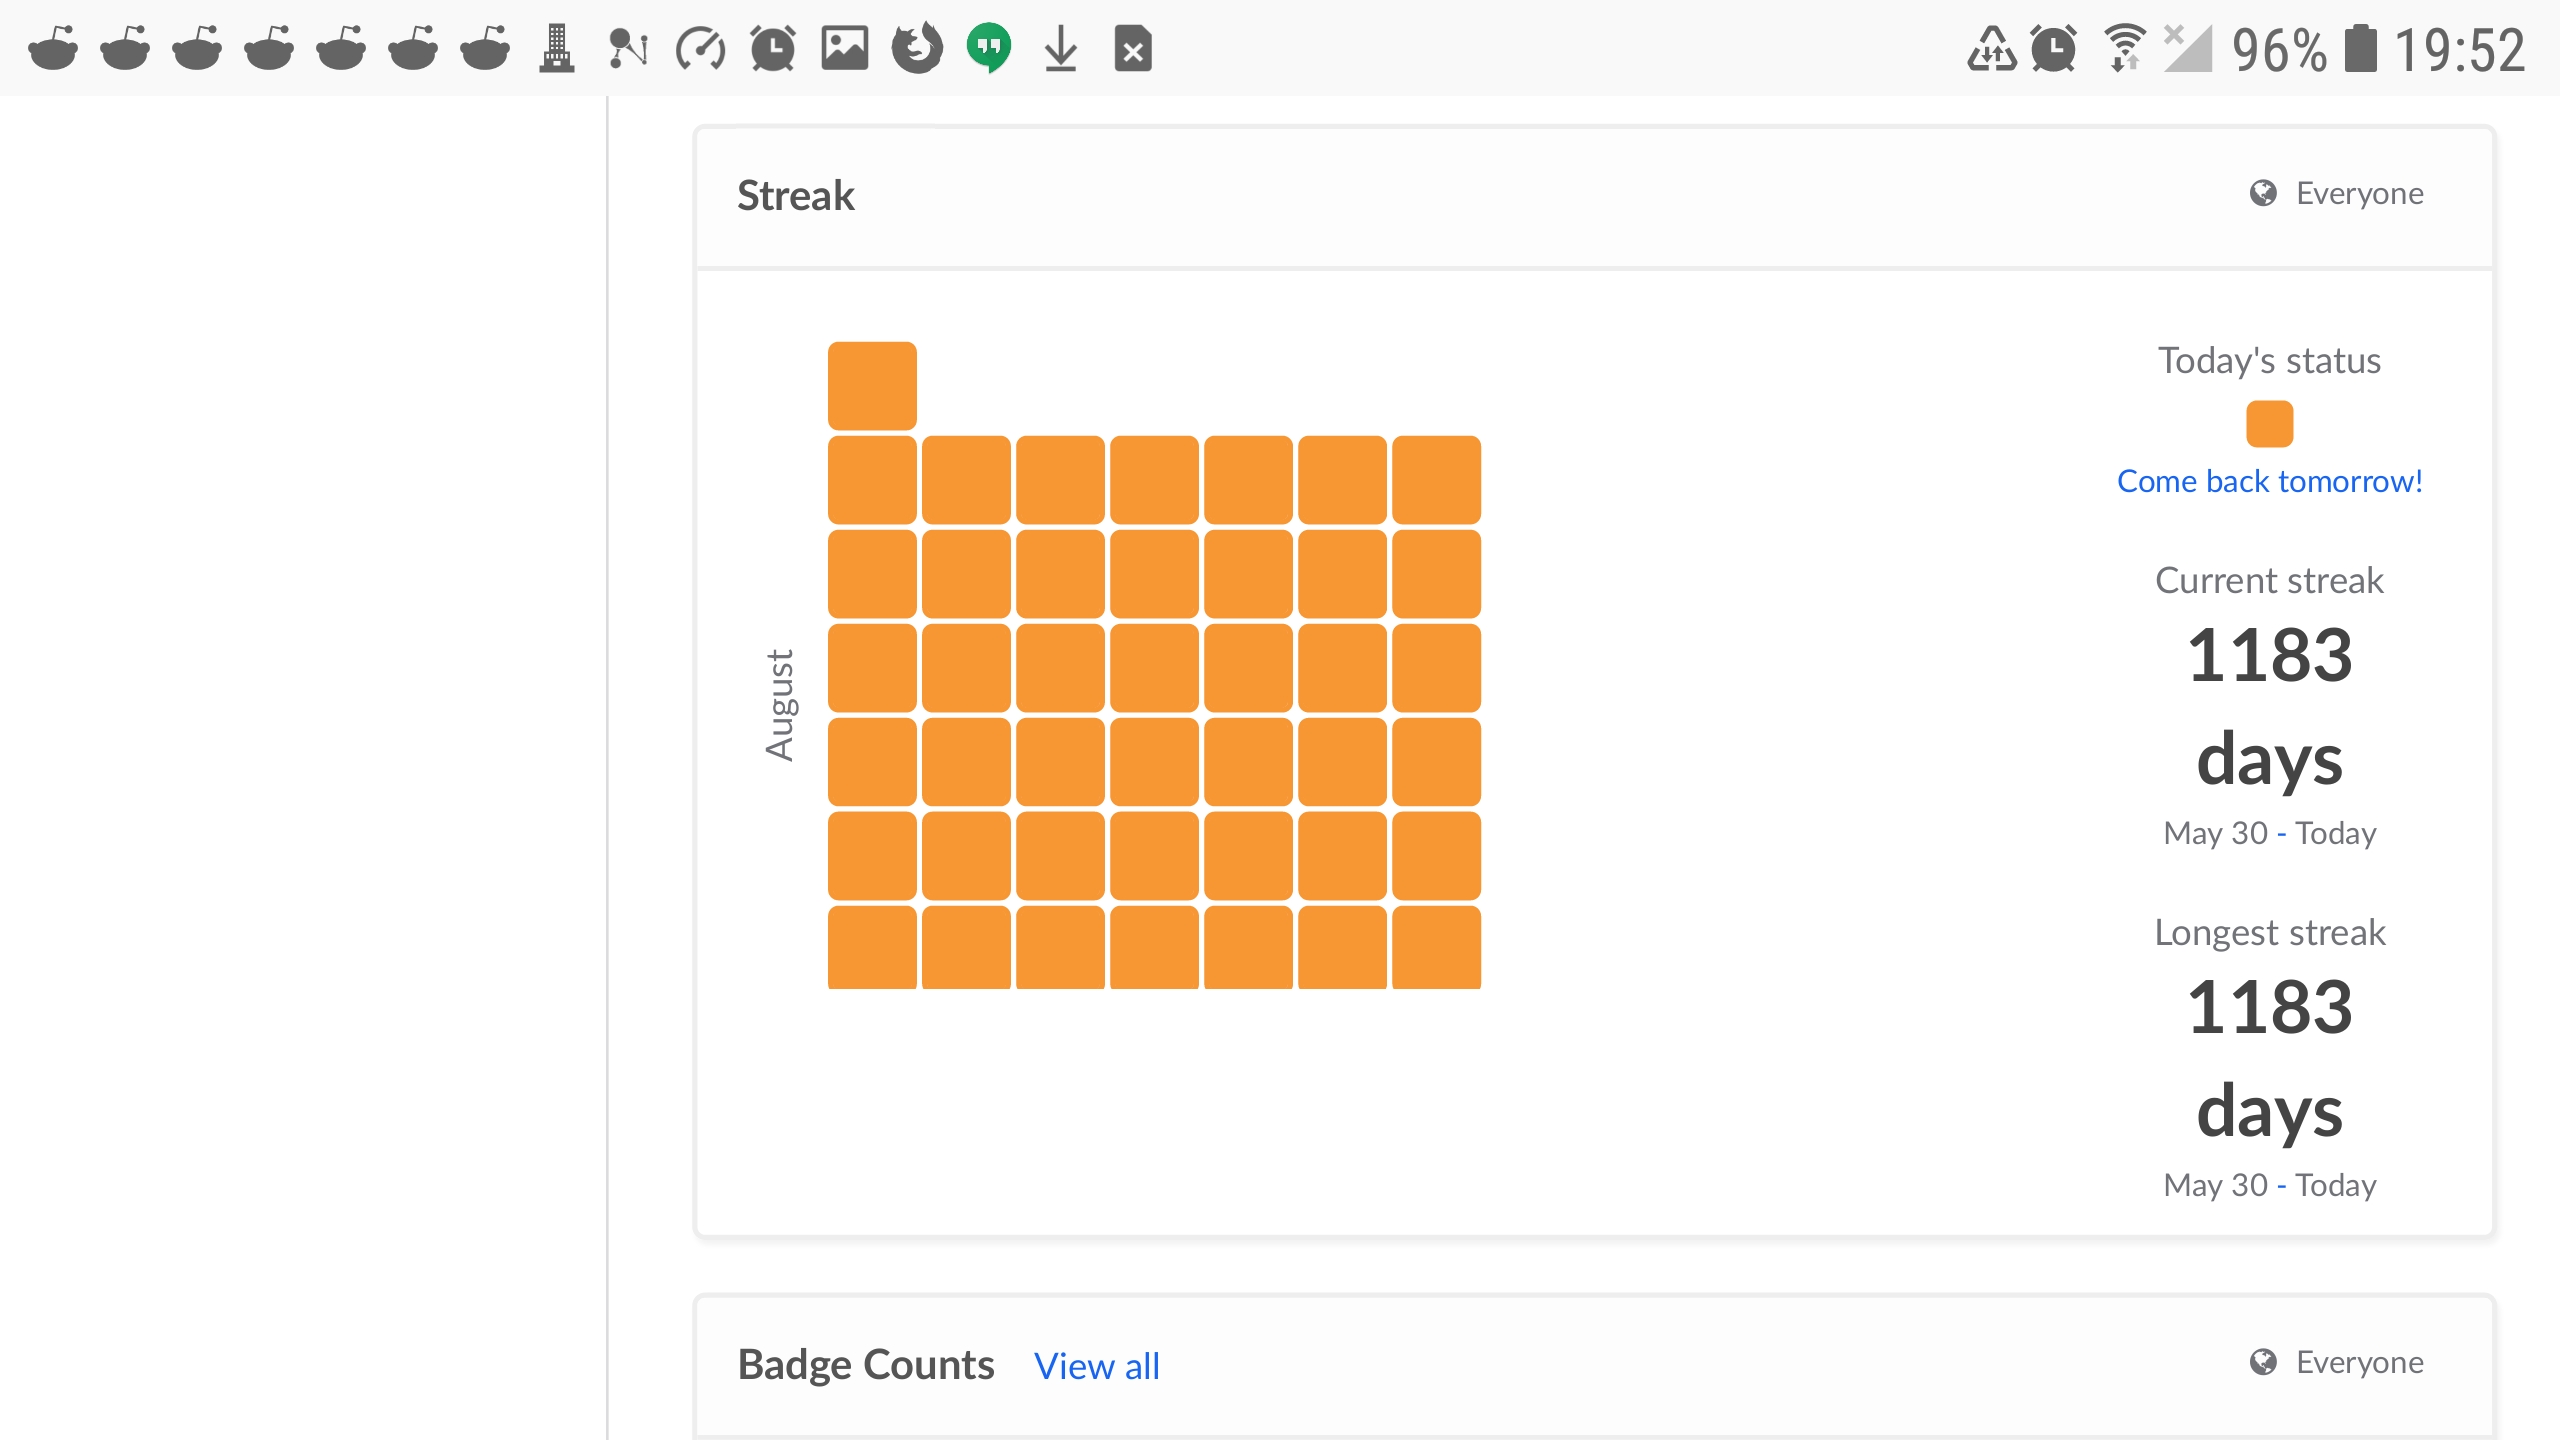 96% 19:52
Streak
Everyone
August
Today's status
Come back tomorrow!
Current streak
1183
days
May 30 - Today
Longest streak
1183
days
May 30 - Today
Badge Counts View all
Everyone